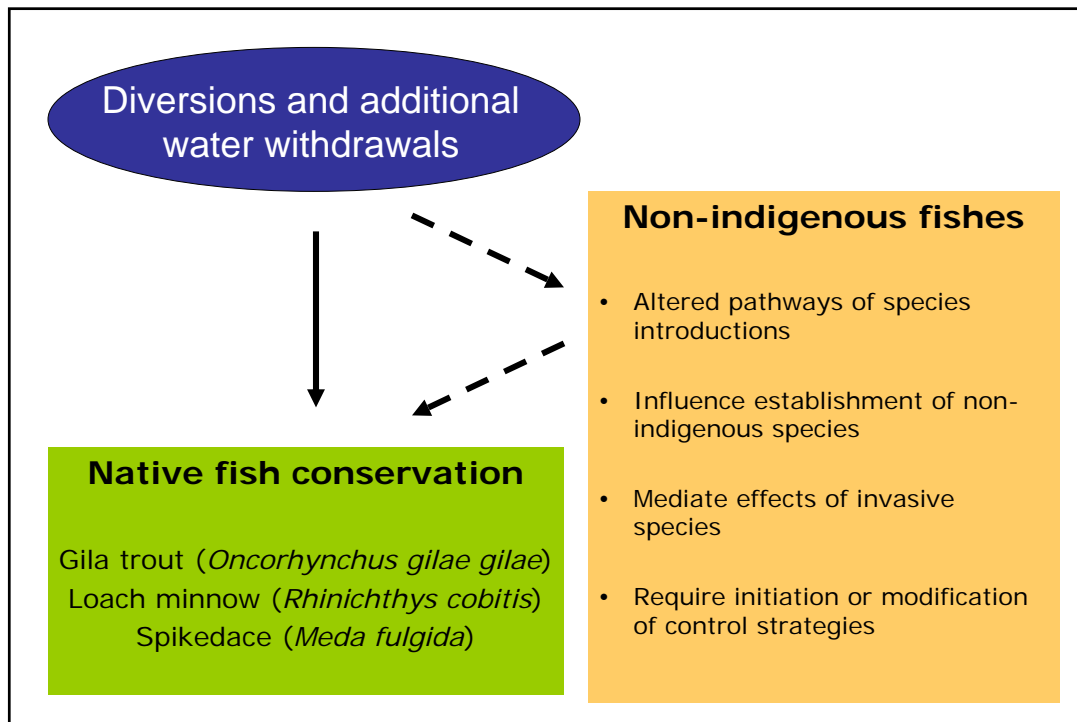 Diversions and additional
water withdrawals
Non-indigenous fishes
• Altered pathways of species
introductions
• Influence establishment of non-
indigenous species
• Mediate effects of invasive
species
• Require initiation or modification
of control strategies
Native fish conservation
Gila trout (Oncorhynchus gilae gilae)
Loach minnow (Rhinichthys cobitis)
Spikedace (Meda fulgida)